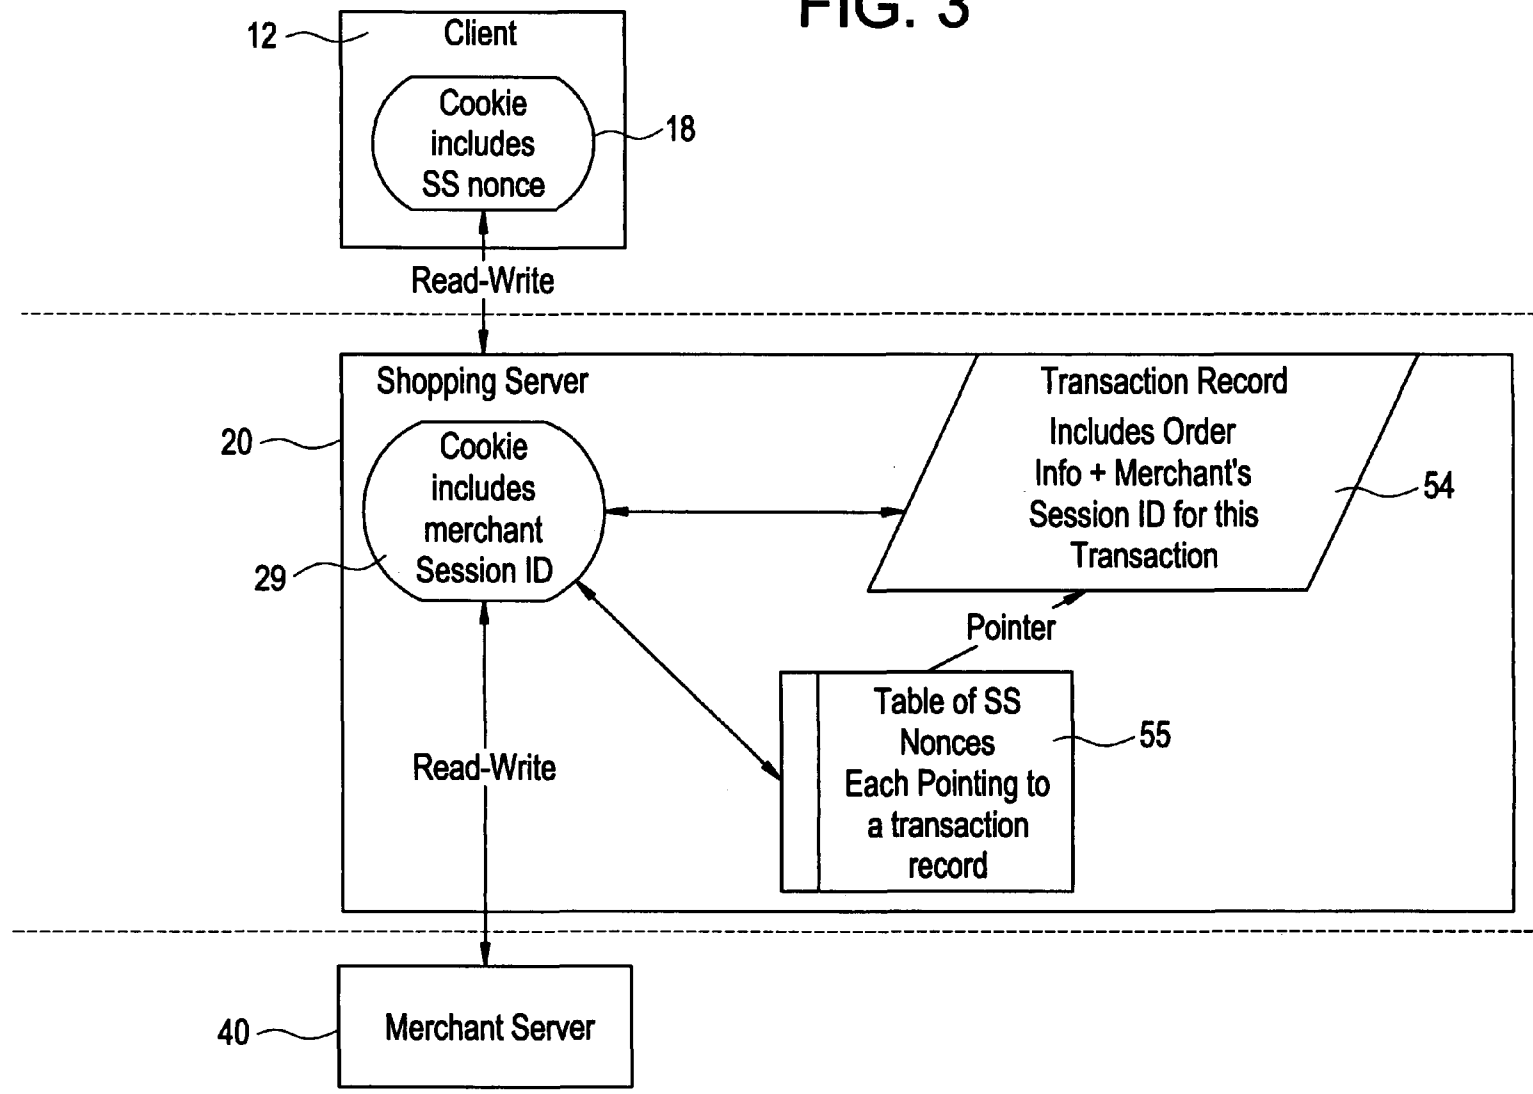 FIG. 3
12
Client
Cookie
includes
SS nonce
18
Read-Write
Shopping Server
20
Cookie
includes
merchant
Session ID
29
Transaction Record
Includes Order
Info + Merchant's
Session ID for this
Transaction
54
Pointer
Table of SS
Nonces
Each Pointing to
a transaction
record
55
Read-Write
40
Merchant Server